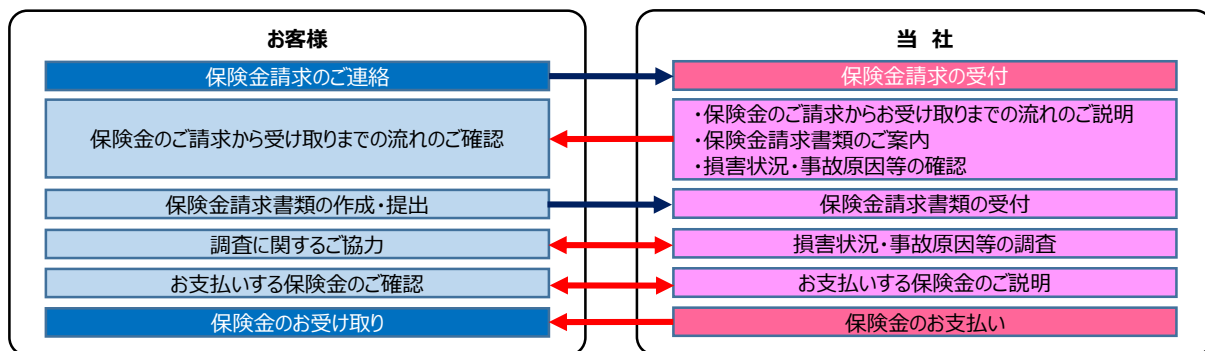 お客様
当 社
保険金請求のご連絡
保険金請求の受付
保険金のご請求から受け取りまでの流れのご確認
・保険金のご請求からお受け取りまでの流れのご説明
・保険金請求書類のご案内
・損害状況・事故原因等の確認
保険金請求書類の作成・提出
保険金請求書類の受付
調査に関するご協力
損害状況・事故原因等の調査
お支払いする保険金のご確認
お支払いする保険金のご説明
保険金のお受け取り
保険金のお支払い